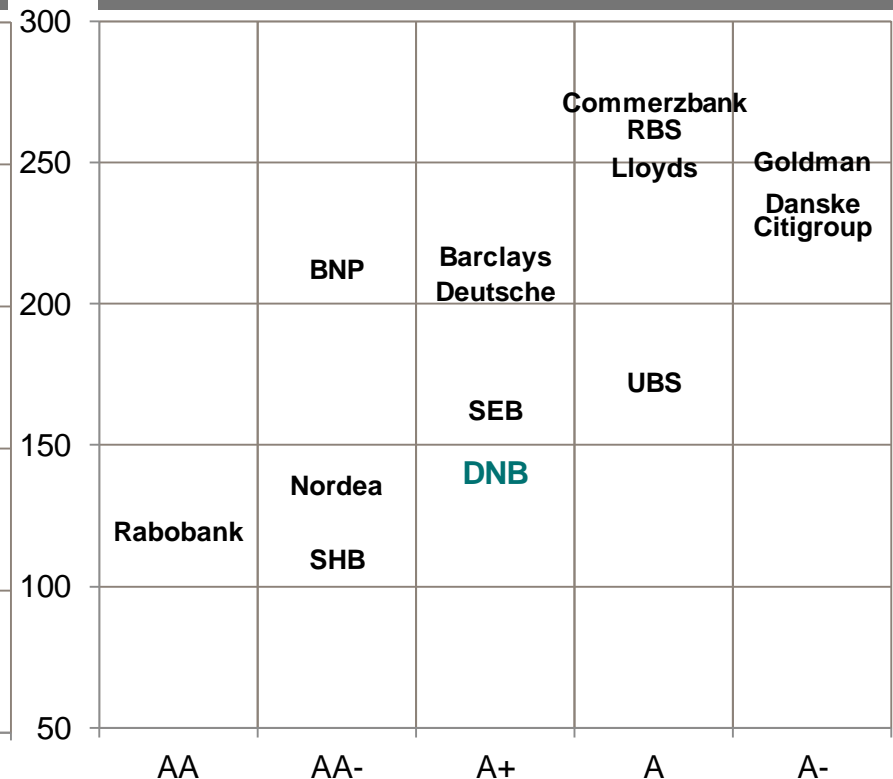 300
Commerzbank
RBS
250
Lloyds
Goldman
Danske
Citigroup
BNP
Barclays
Deutsche
200
UBS
SEB
150
DNB
Nordea
Rabobank
SHB
100
50
AA AA- A+ A A-